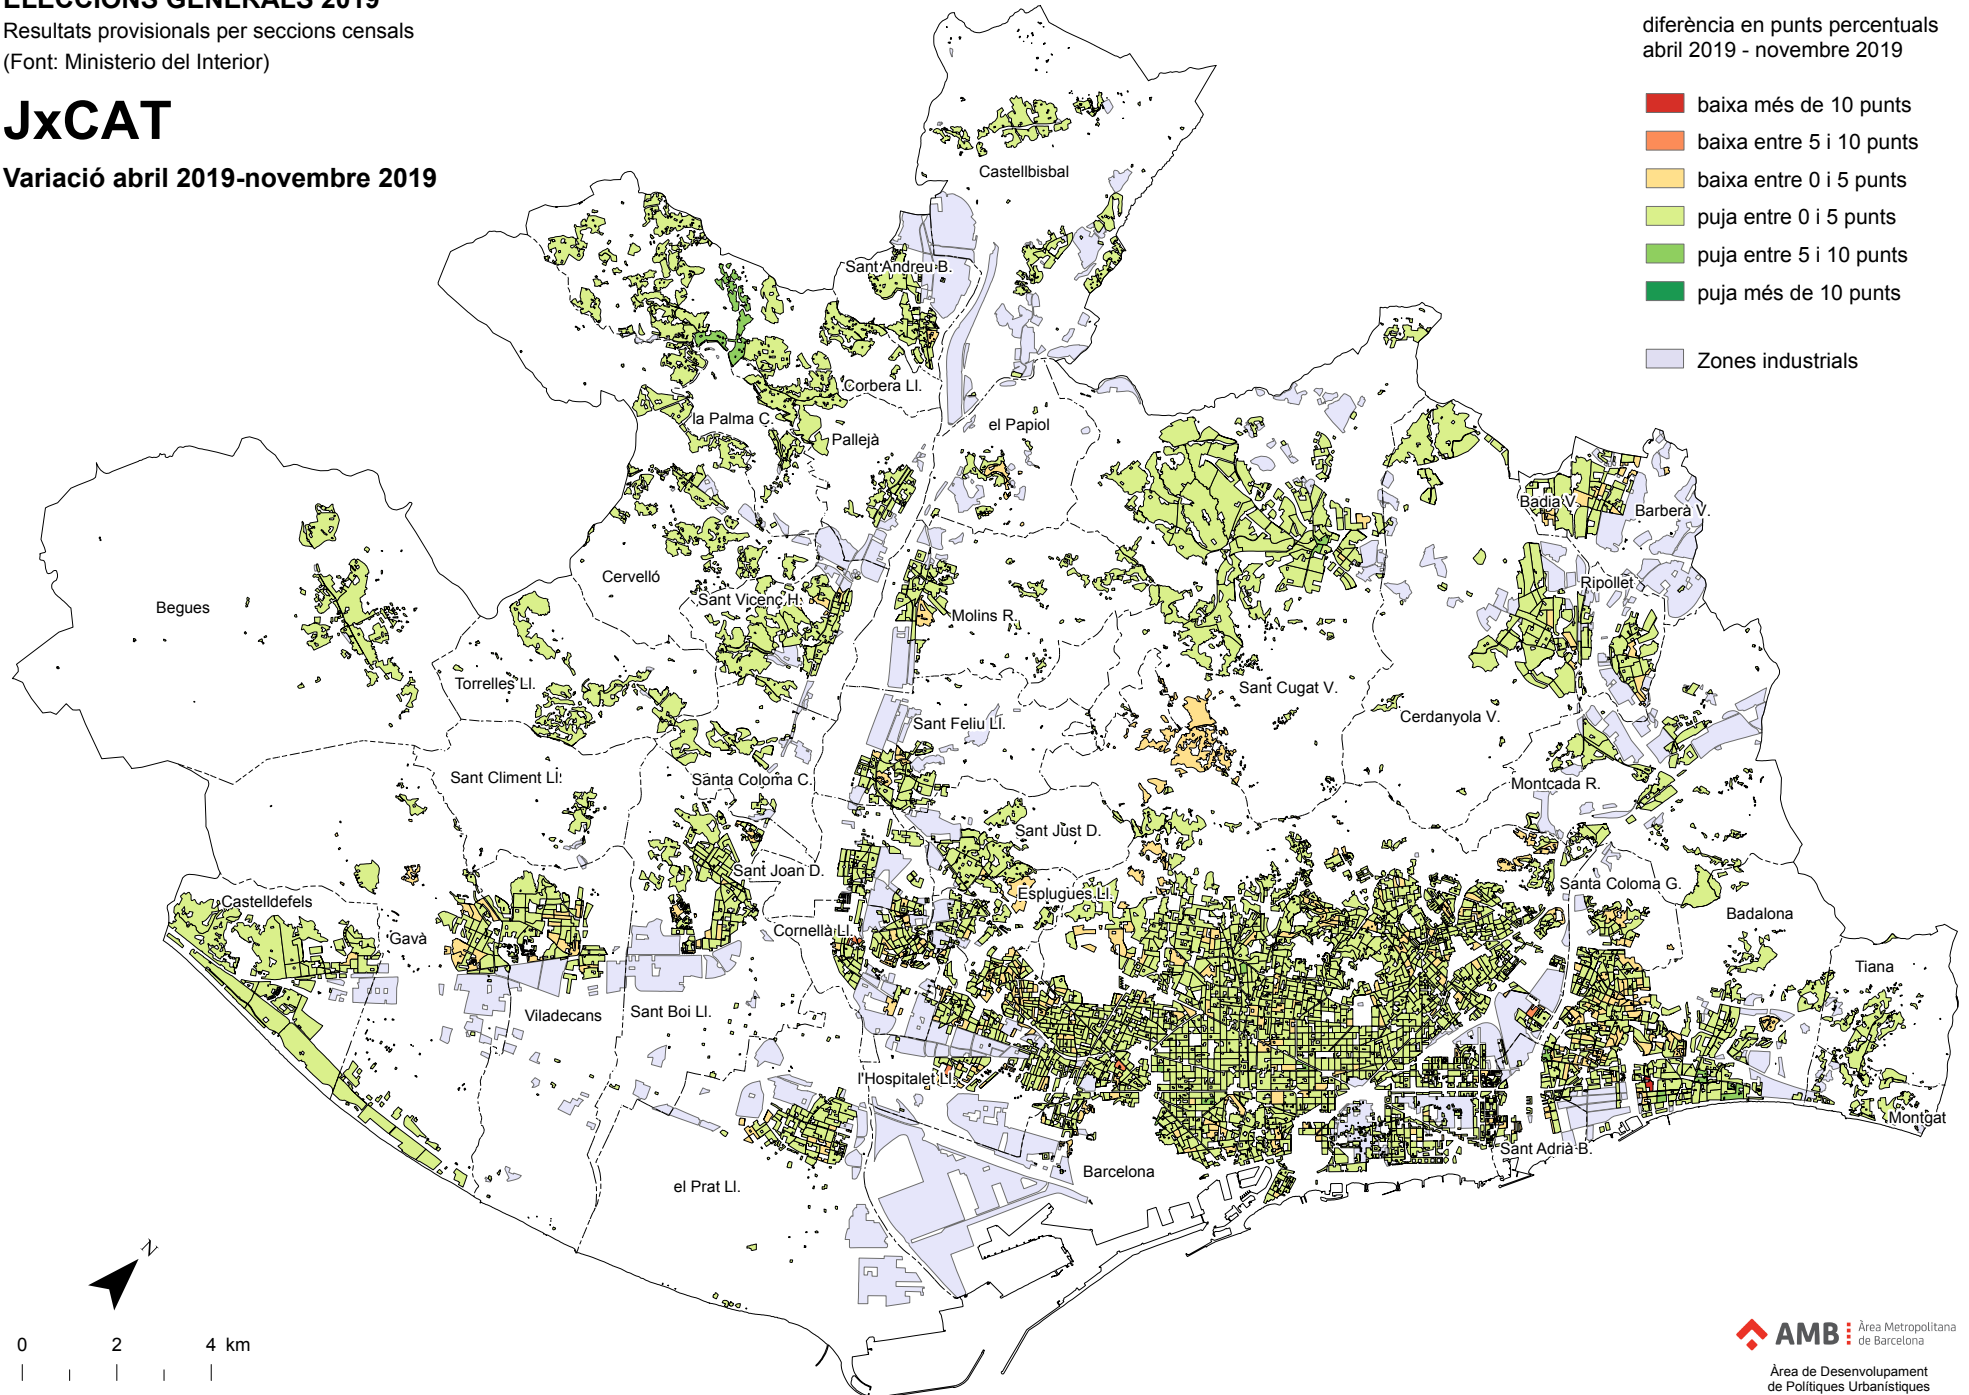 ELECCIONS GENERALS 2019
Resultats provisionals per seccions censals
(Font: Ministerio del Interior)
JxCAT
Variació abril 2019-novembre 2019
diferència en punts percentuals
abril 2019 - novembre 2019
baixa més de 10 punts
baixa entre 5 i 10 punts
baixa entre 0 i 5 punts
puja entre 0 i 5 punts
puja entre 5 i 10 punts
puja més de 10 punts
Zones industrials
Castellbisbal
Sant Andreu B.
Corbera Ll.
la Palma C.
Pallejà
el Papiol
Badia V.
Barberà V.
Cervelló
Ripollet
Begues
Sant Vicenç H.
Molins R.
Torrelles Ll.
Sant Cugat V.
Cerdanyola V.
Sant Feliu Ll.
Sant Climent Ll.
Santa Coloma C.
Montcada R.
Sant Just D.
Sant Joan D.
Esplugues Ll.
Santa Coloma G.
Castelldefels
Badalona
Gavà
Cornellà Ll.
Tiana
Viladecans
Sant Boi Ll.
l'Hospitalet Ll.
Montgat
Sant Adrià B.
Barcelona
el Prat Ll.
N
0 2 4 km
AMB Àrea Metropolitana
de Barcelona
Àrea de Desenvolupament
de Polítiques Urbanístiques